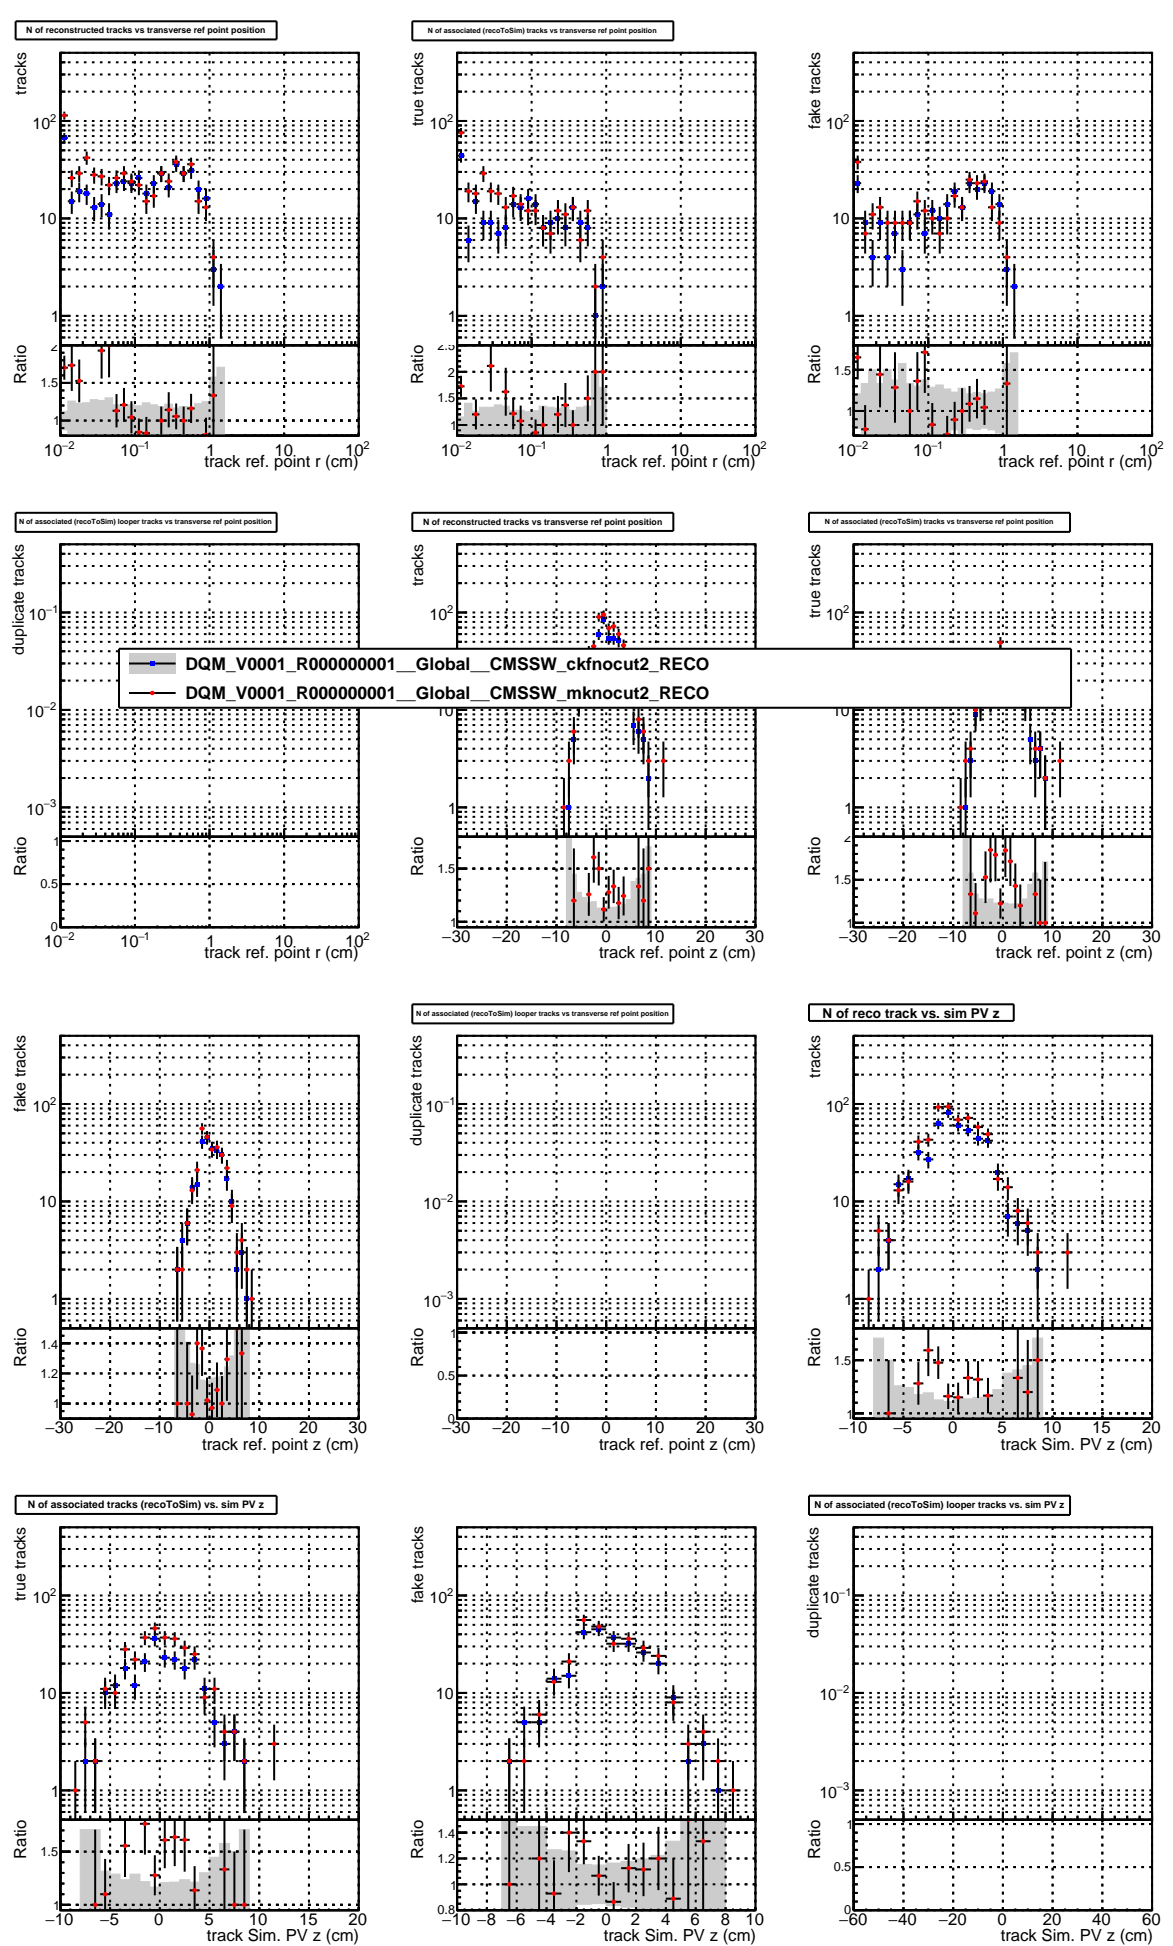 N of reconstructed tracks vs transverse ref point position
tracks
10²
10
1
Ratio
2
1.5
1
10−2 10−1 1 10 10²
track ref. point r (cm)
N of associated (recoToSim) tracks vs transverse ref point position
true tracks
10²
10
1
Ratio
2.5
2
1.5
1
10−2 10−1 1 10 10²
track ref. point r (cm)
fake tracks
10²
10
1
Ratio
1.5
1
10−2 10−1 1 10 10²
track ref. point r (cm)
N of associated (recoToSim) looper tracks vs transverse ref point position
duplicate tracks
10−1
10−2
10−3
Ratio
1
0.5
0
10−2 10−1 1 10 10²
track ref. point r (cm)
N of reconstructed tracks vs transverse ref point position
tracks
10²
10
1
Ratio
1.5
1
−30 −20 −10 0 10 20 30
track ref. point z (cm)
N of associated (recoToSim) tracks vs transverse ref point position
true tracks
10²
10
1
Ratio
2
1.5
1
−30 −20 −10 0 10 20 30
track ref. point z (cm)
DQM_V0001_R000000001__Global__CMSSW_ckfnocut2_RECO
DQM_V0001_R000000001__Global__CMSSW_mknocut2_RECO
fake tracks
10²
10
1
Ratio
1.4
1.2
1
−30 −20 −10 0 10 20 30
track ref. point z (cm)
N of associated (recoToSim) looper tracks vs transverse ref point position
duplicate tracks
10−1
10−2
10−3
Ratio
1
0.5
0
−30 −20 −10 0 10 20 30
track ref. point z (cm)
N of reco track vs. sim PV z
tracks
10²
10
1
Ratio
1.5
1
−10 −5 0 5 10 15 20
track Sim. PV z (cm)
N of associated tracks (recoToSim) vs. sim PV z
true tracks
10²
10
1
Ratio
1.5
1
−10 −5 0 5 10 15 20
track Sim. PV z (cm)
fake tracks
10²
10
1
Ratio
1.4
1.2
1
0.8
−10 −8 −6 −4 −2 0 2 4 6 8 10
track Sim. PV z (cm)
N of associated (recoToSim) looper tracks vs. sim PV z
duplicate tracks
10−1
10−2
10−3
Ratio
1
0.5
0
−60 −40 −20 0 20 40 60
track Sim. PV z (cm)